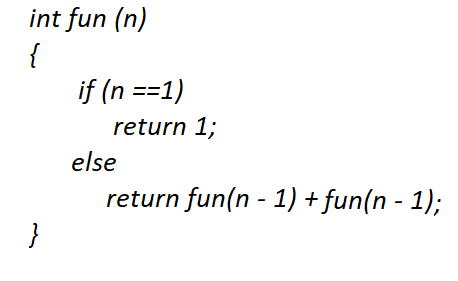 int fun (n)
{
if (n ==1)
return 1;
else
return fun(n - 1) + fun(n - 1);
}